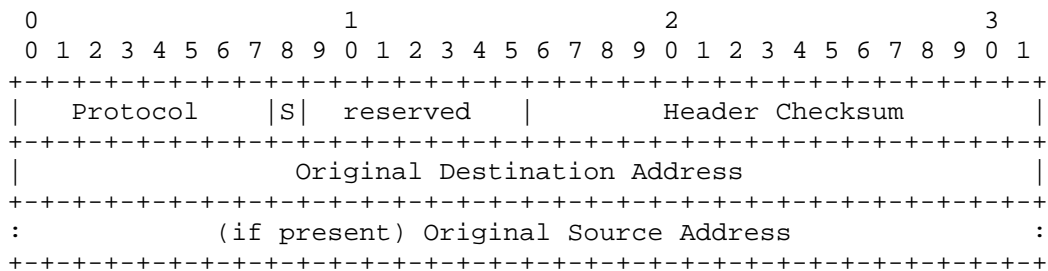 0                   1                   2                   3
 0 1 2 3 4 5 6 7 8 9 0 1 2 3 4 5 6 7 8 9 0 1 2 3 4 5 6 7 8 9 0 1
+-+-+-+-+-+-+-+-+-+-+-+-+-+-+-+-+-+-+-+-+-+-+-+-+-+-+-+-+-+-+-+-+
|   Protocol    |S|  reserved   |        Header Checksum        |
+-+-+-+-+-+-+-+-+-+-+-+-+-+-+-+-+-+-+-+-+-+-+-+-+-+-+-+-+-+-+-+-+
|                 Original Destination Address                  |
+-+-+-+-+-+-+-+-+-+-+-+-+-+-+-+-+-+-+-+-+-+-+-+-+-+-+-+-+-+-+-+-+
:            (if present) Original Source Address               :
+-+-+-+-+-+-+-+-+-+-+-+-+-+-+-+-+-+-+-+-+-+-+-+-+-+-+-+-+-+-+-+-+